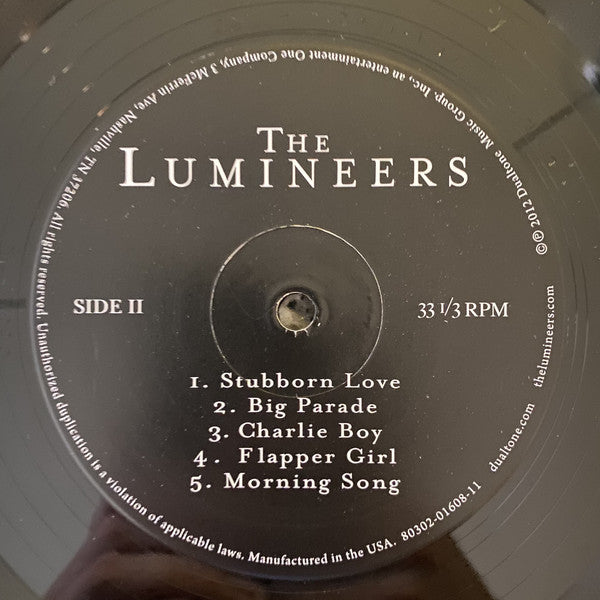 THE
LUMINEERS
SIDE II
33 1/3 RPM
1. Stubborn Love
2. Big Parade
3. Charlie Boy
4. Flapper Girl
5. Morning Song
©℗ 2012 Dualtone Music Group, Inc., an entertainment One Company, 3 McFerrin Ave, Nashville, TN 37206. All rights reserved. Unauthorized duplication is a violation of applicable laws. Manufactured in the USA. 80302-01608-11 dualtone.com thelumineers.com